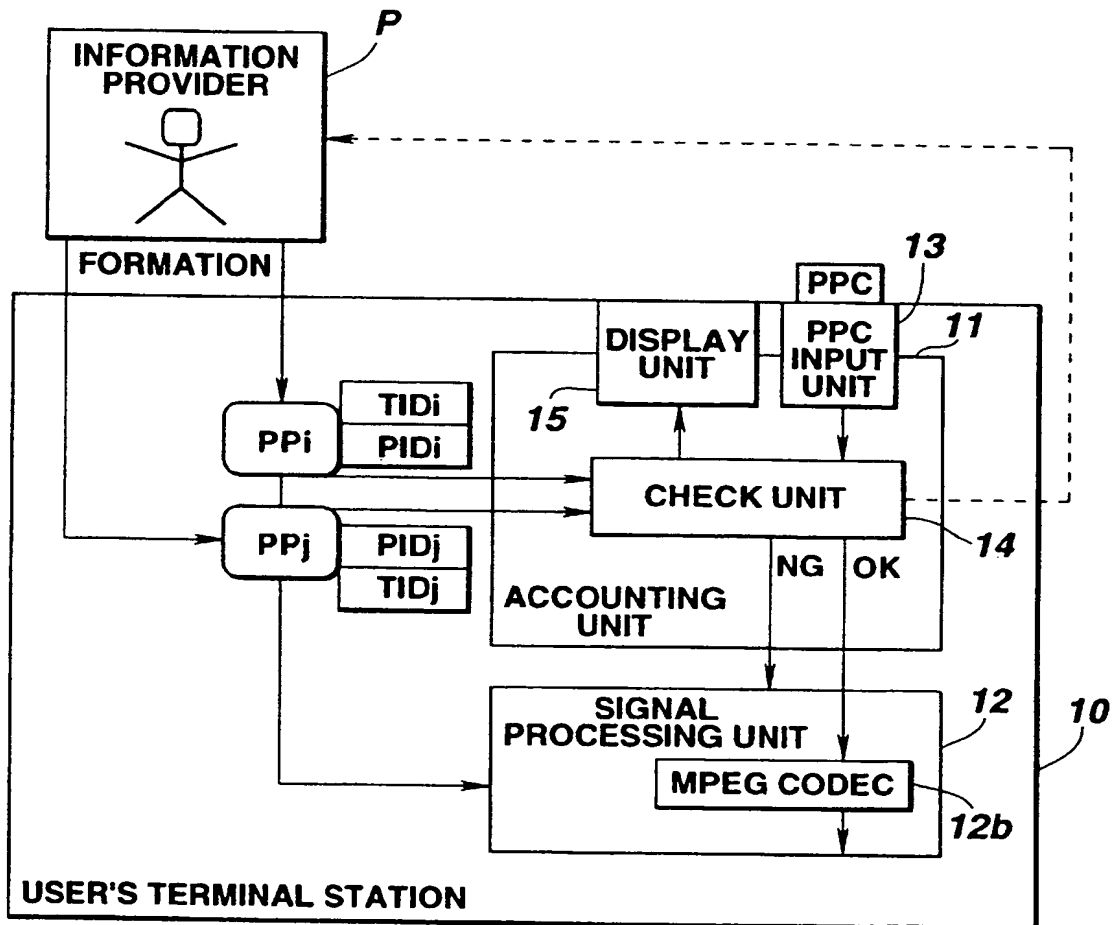 P
INFORMATION
PROVIDER
FORMATION
13
PPC
11
DISPLAY
UNIT
PPC
INPUT
UNIT
15
TIDi
PPi
PIDi
CHECK UNIT
14
PPj
PIDj
TIDj
NG
OK
ACCOUNTING
UNIT
SIGNAL
PROCESSING UNIT
12
10
MPEG CODEC
12b
USER'S TERMINAL STATION